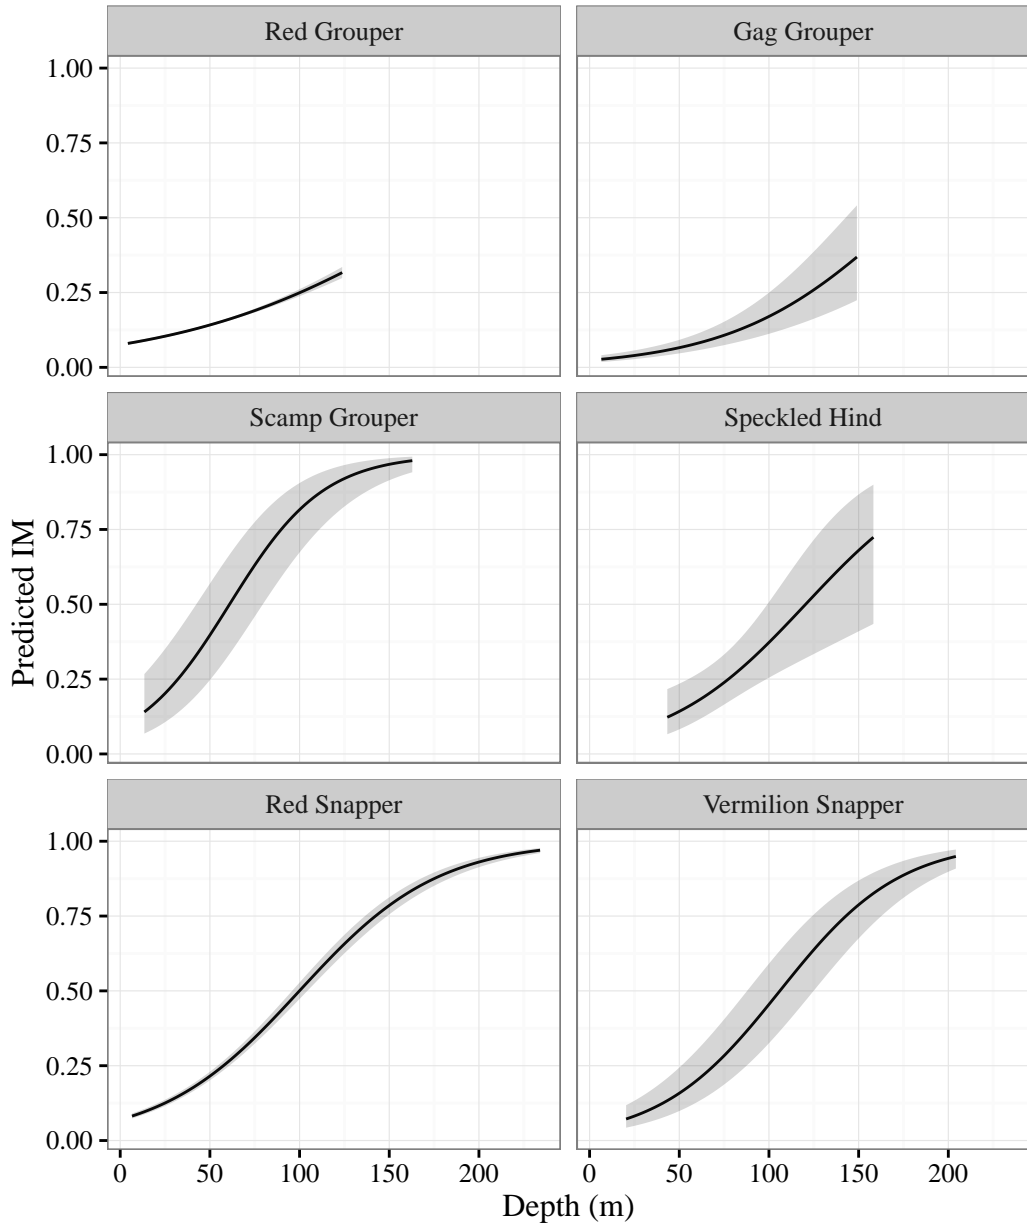 Red Grouper
Gag Grouper
1.00
0.75
0.50
0.25
0.00
Scamp Grouper
Speckled Hind
1.00
0.75
0.50
0.25
0.00
Predicted IM
Red Snapper
Vermilion Snapper
1.00
0.75
0.50
0.25
0.00
0 50 100 150 200
0 50 100 150 200
Depth (m)